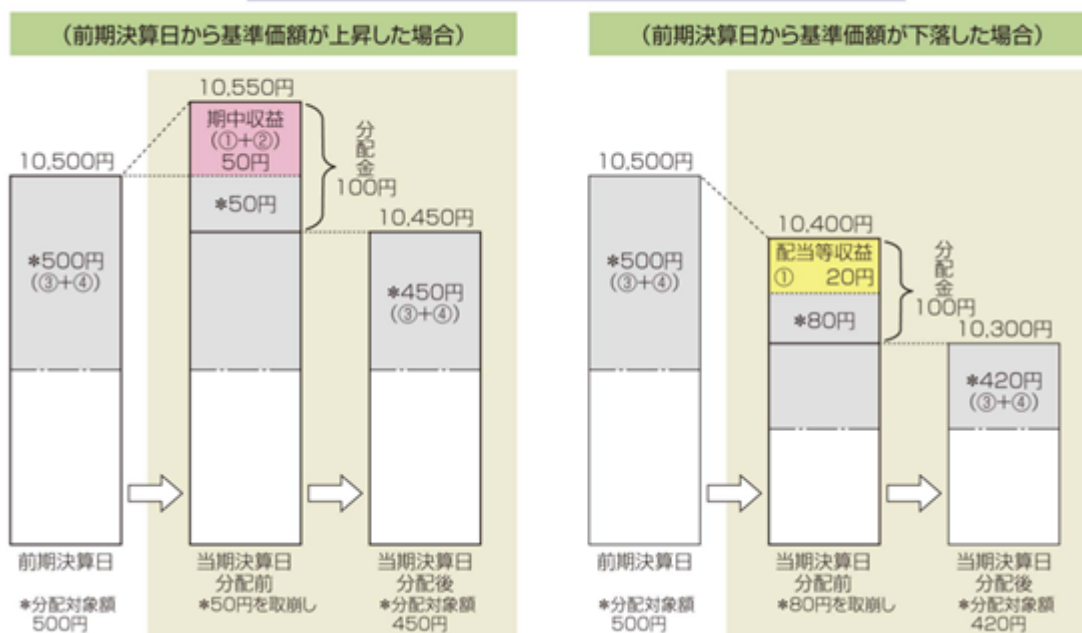 （前期決算日から基準価額が上昇した場合）
10,500円
＊500円
(③+④)
10,550円
期中収益
(①+②)
50円
＊50円
分配金
100円
10,450円
＊450円
(③+④)
前期決算日
＊分配対象額
500円
当期決算日
分配前
＊50円を取崩し
当期決算日
分配後
＊分配対象額
450円
（前期決算日から基準価額が下落した場合）
10,500円
＊500円
(③+④)
10,400円
配当等収益
① 20円
＊80円
分配金
100円
10,300円
＊420円
(③+④)
前期決算日
＊分配対象額
500円
当期決算日
分配前
＊80円を取崩し
当期決算日
分配後
＊分配対象額
420円